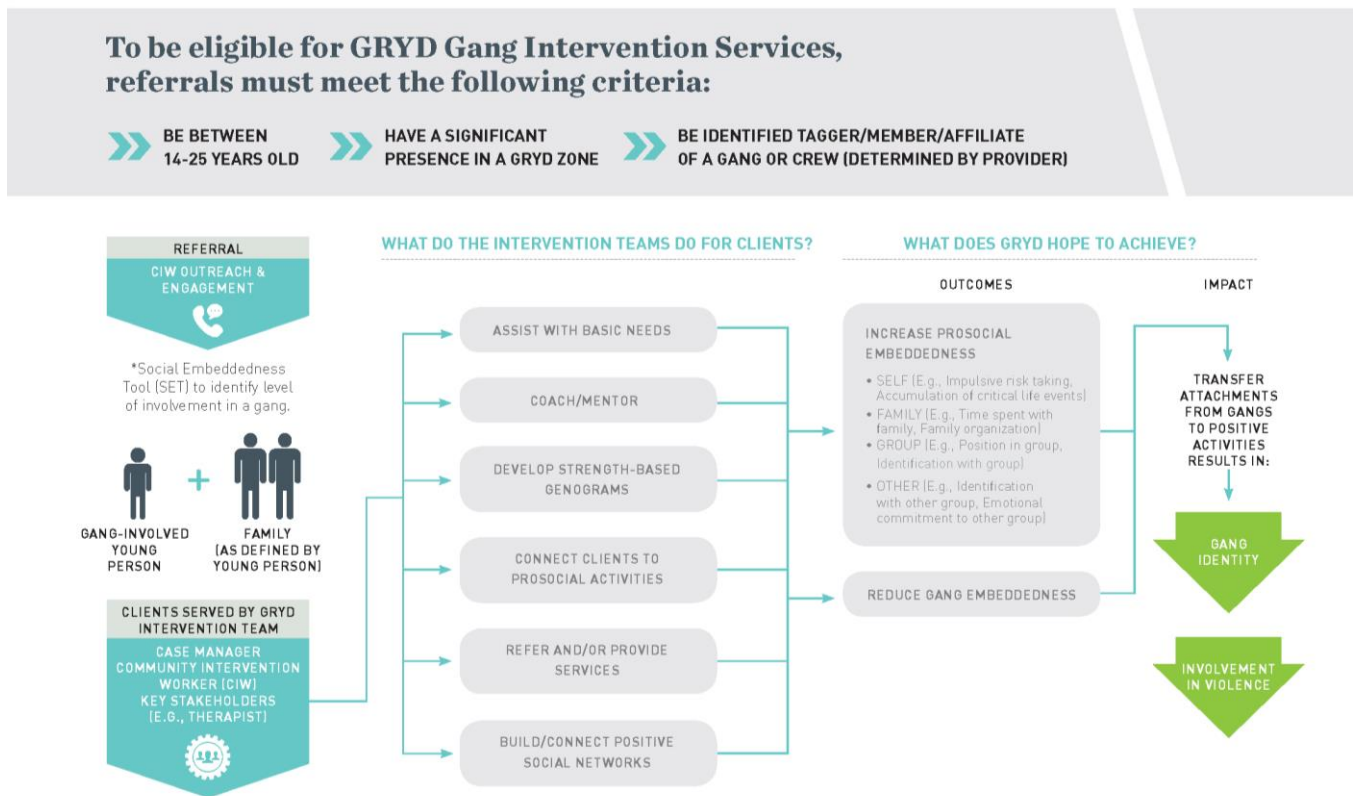 To be eligible for GRYD Gang Intervention Services,
referrals must meet the following criteria:
BE BETWEEN
14-25 YEARS OLD
HAVE A SIGNIFICANT
PRESENCE IN A GRYD ZONE
BE IDENTIFIED TAGGER/MEMBER/AFFILIATE
OF A GANG OR CREW (DETERMINED BY PROVIDER)
REFERRAL
CIW OUTREACH &
ENGAGEMENT
*Social Embeddedness
Tool (SET) to identify level
of involvement in a gang.
+
GANG-INVOLVED
YOUNG
PERSON
FAMILY
(AS DEFINED BY
YOUNG PERSON)
CLIENTS SERVED BY GRYD
INTERVENTION TEAM
CASE MANAGER
COMMUNITY INTERVENTION
WORKER (CIW)
KEY STAKEHOLDERS
(E.G., THERAPIST)
WHAT DO THE INTERVENTION TEAMS DO FOR CLIENTS?
ASSIST WITH BASIC NEEDS
COACH/MENTOR
DEVELOP STRENGTH-BASED
GENOGRAMS
CONNECT CLIENTS TO
PROSOCIAL ACTIVITIES
REFER AND/OR PROVIDE
SERVICES
BUILD/CONNECT POSITIVE
SOCIAL NETWORKS
WHAT DOES GRYD HOPE TO ACHIEVE?
OUTCOMES
INCREASE PROSOCIAL
EMBEDDEDNESS
• SELF (E.g., Impulsive risk taking,
Accumulation of critical life events)
• FAMILY (E.g., Time spent with
family, Family organization)
• GROUP (E.g., Position in group,
Identification with group)
• OTHER (E.g., Identification
with other group, Emotional
commitment to other group)
REDUCE GANG EMBEDDEDNESS
IMPACT
TRANSFER
ATTACHMENTS
FROM GANGS
TO POSITIVE
ACTIVITIES
RESULTS IN:
GANG
IDENTITY
INVOLVEMENT
IN VIOLENCE